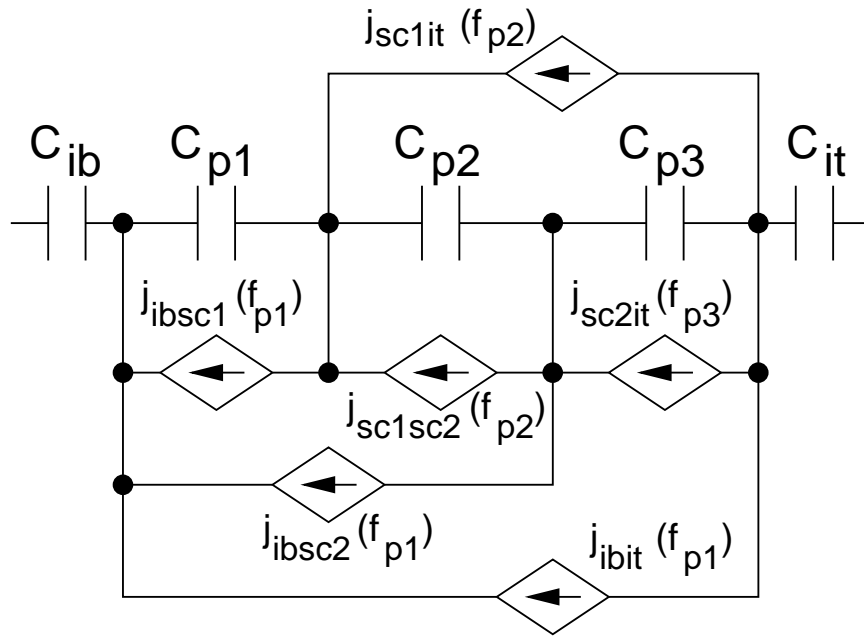 j_sc1it (f_p2)
C_ib C_p1 C_p2 C_p3 C_it
j_ibsc1 (f_p1) j_sc2it (f_p3)
j_sc1sc2 (f_p2)
j_ibsc2 (f_p1) j_ibit (f_p1)